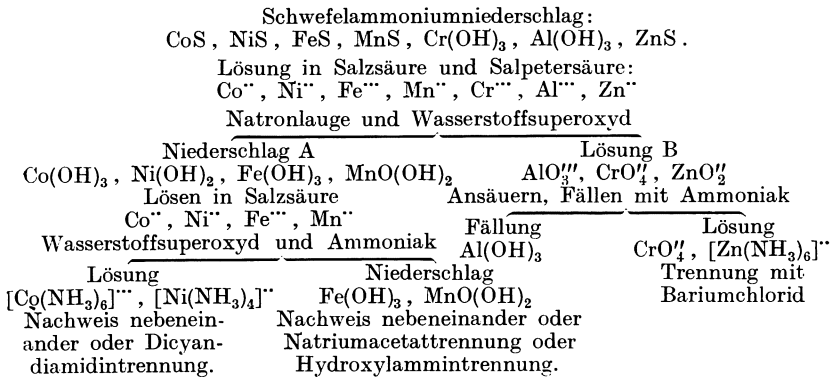 Schwefelammoniumniederschlag:
CoS, NiS, FeS, MnS, Cr(OH)₃, Al(OH)₃, ZnS.
Lösung in Salzsäure und Salpetersäure:
Co··, Ni··, Fe···, Mn··, Cr···, Al···, Zn··
Natronlauge und Wasserstoffsuperoxyd
Niederschlag A
Co(OH)₃, Ni(OH)₂, Fe(OH)₃, MnO(OH)₂
Lösen in Salzsäure
Co··, Ni··, Fe···, Mn··
Wasserstoffsuperoxyd und Ammoniak
Lösung
[Co(NH₃)₆]···, [Ni(NH₃)₄]··
Nachweis nebenein-
ander oder Dicyan-
diamidintrennung.
Niederschlag
Fe(OH)₃, MnO(OH)₂
Nachweis nebeneinander oder
Natriumacetattrennung oder
Hydroxylammintrennung.
Lösung B
AlO₃′′′, CrO₄′′, ZnO₂′′
Ansäuern, Fällen mit Ammoniak
Fällung
Al(OH)₃
Lösung
CrO₄′′, [Zn(NH₃)₆]··
Trennung mit
Bariumchlorid